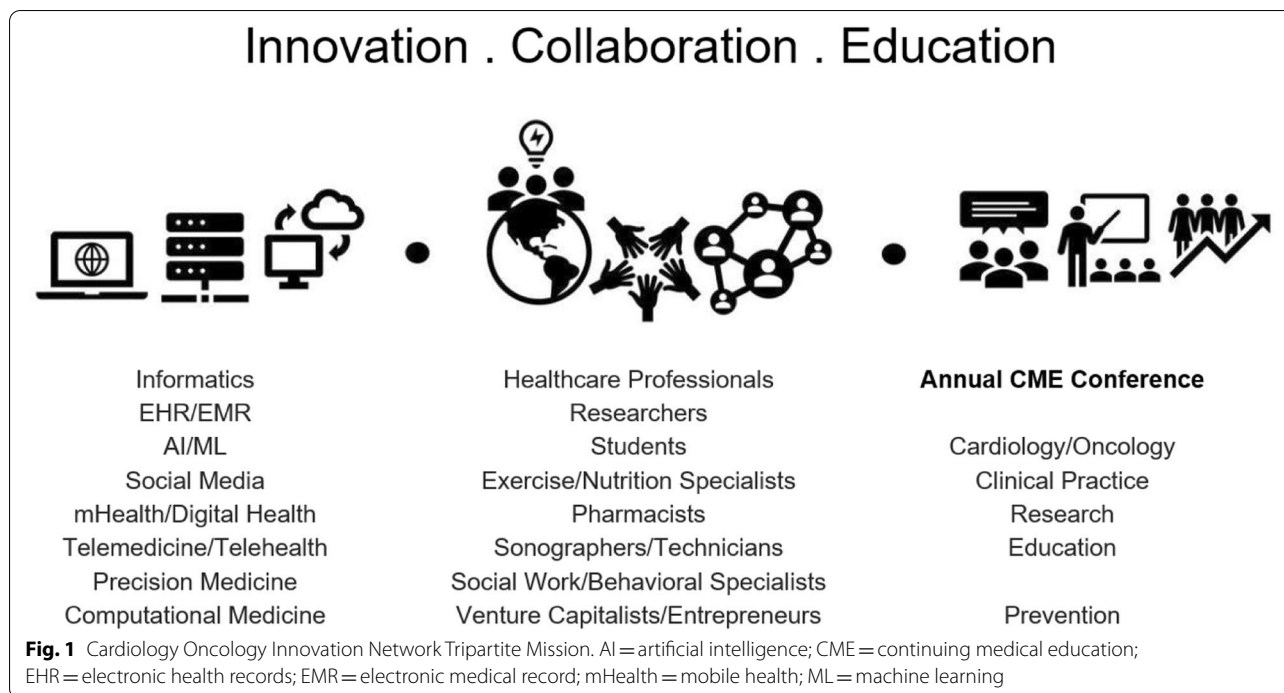 Innovation . Collaboration . Education
Informatics
EHR/EMR
AI/ML
Social Media
mHealth/Digital Health
Telemedicine/Telehealth
Precision Medicine
Computational Medicine
Healthcare Professionals
Researchers
Students
Exercise/Nutrition Specialists
Pharmacists
Sonographers/Technicians
Social Work/Behavioral Specialists
Venture Capitalists/Entrepreneurs
Annual CME Conference
Cardiology/Oncology
Clinical Practice
Research
Education
Prevention
Fig. 1 Cardiology Oncology Innovation Network Tripartite Mission. AI = artificial intelligence; CME = continuing medical education;
EHR = electronic health records; EMR = electronic medical record; mHealth = mobile health; ML = machine learning